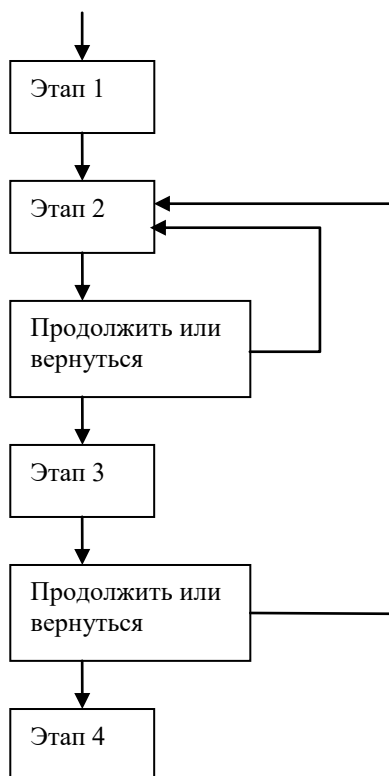 Этап 1
Этап 2
Продолжить или
вернуться
Этап 3
Продолжить или
вернуться
Этап 4